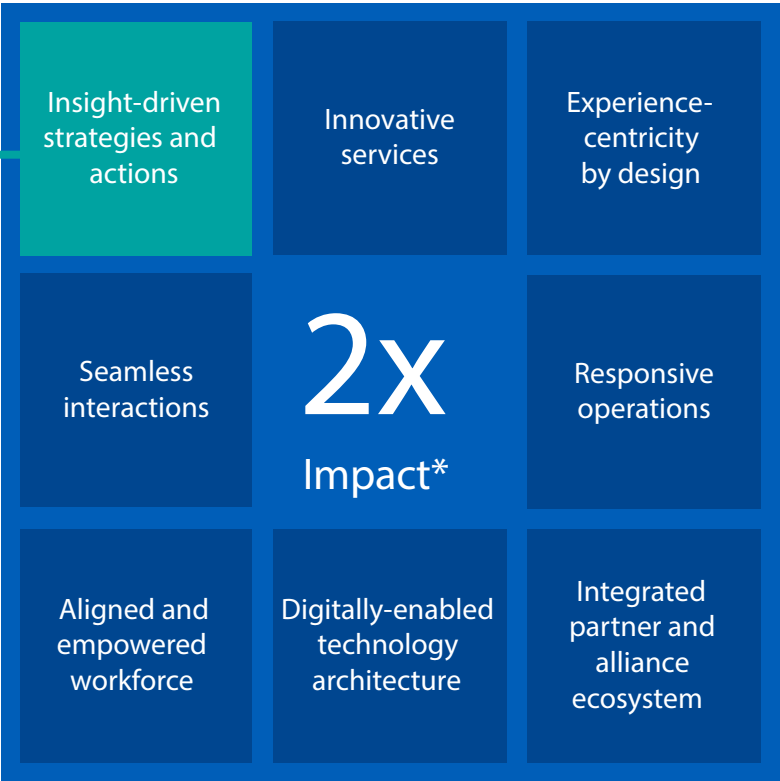 Insight-driven
strategies and
actions
Innovative
services
Experience-
centricity
by design
Seamless
interactions
2x
Impact*
Responsive
operations
Aligned and
empowered
workforce
Digitally-enabled
technology
architecture
Integrated
partner and
alliance
ecosystem